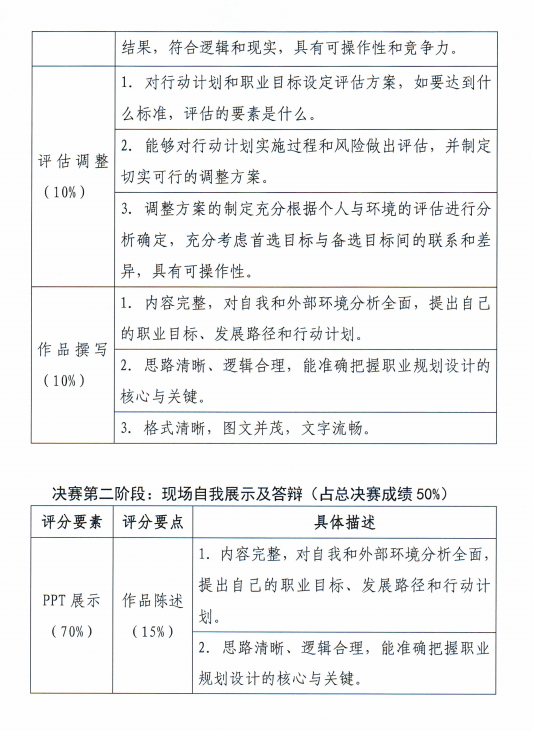 结果，符合逻辑和现实，具有可操作性和竞争力。
1. 对行动计划和职业目标设定评估方案，如要达到什
么标准，评估的要素是什么。
评估调整
（10%）
2. 能够对行动计划实施过程和风险做出评估，并制定
切实可行的调整方案。
3. 调整方案的制定充分根据个人与环境的评估进行分
析确定，充分考虑首选目标与备选目标间的联系和差
异，具有可操作性。
作品撰写
（10%）
1. 内容完整，对自我和外部环境分析全面，提出自己
的职业目标、发展路径和行动计划。
2. 思路清晰、逻辑合理，能准确把握职业规划设计的
核心与关键。
3. 格式清晰，图文并茂，文字流畅。
决赛第二阶段：现场自我展示及答辩（占总决赛成绩50%）
评分要素 评分要点 具体描述
PPT 展示
（70%）
作品陈述
（15%）
1. 内容完整，对自我和外部环境分析全面，
提出自己的职业目标、发展路径和行动计
划。
2. 思路清晰、逻辑合理，能准确把握职业
规划设计的核心与关键。